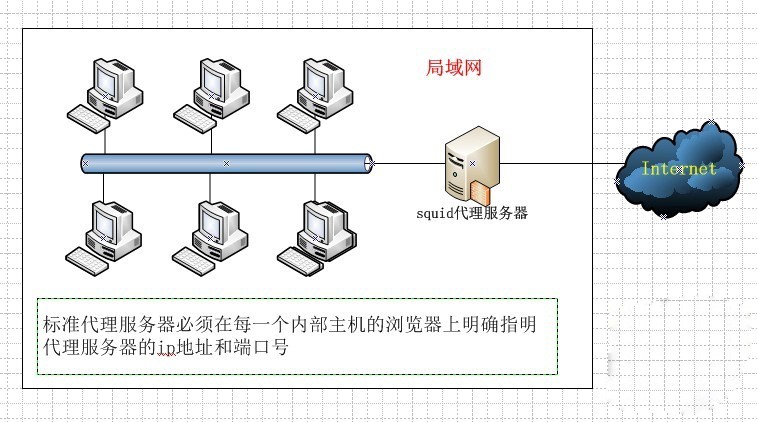 局域网
Internet
squid代理服务器
标准代理服务器必须在每一个内部主机的浏览器上明确指明
代理服务器的ip地址和端口号